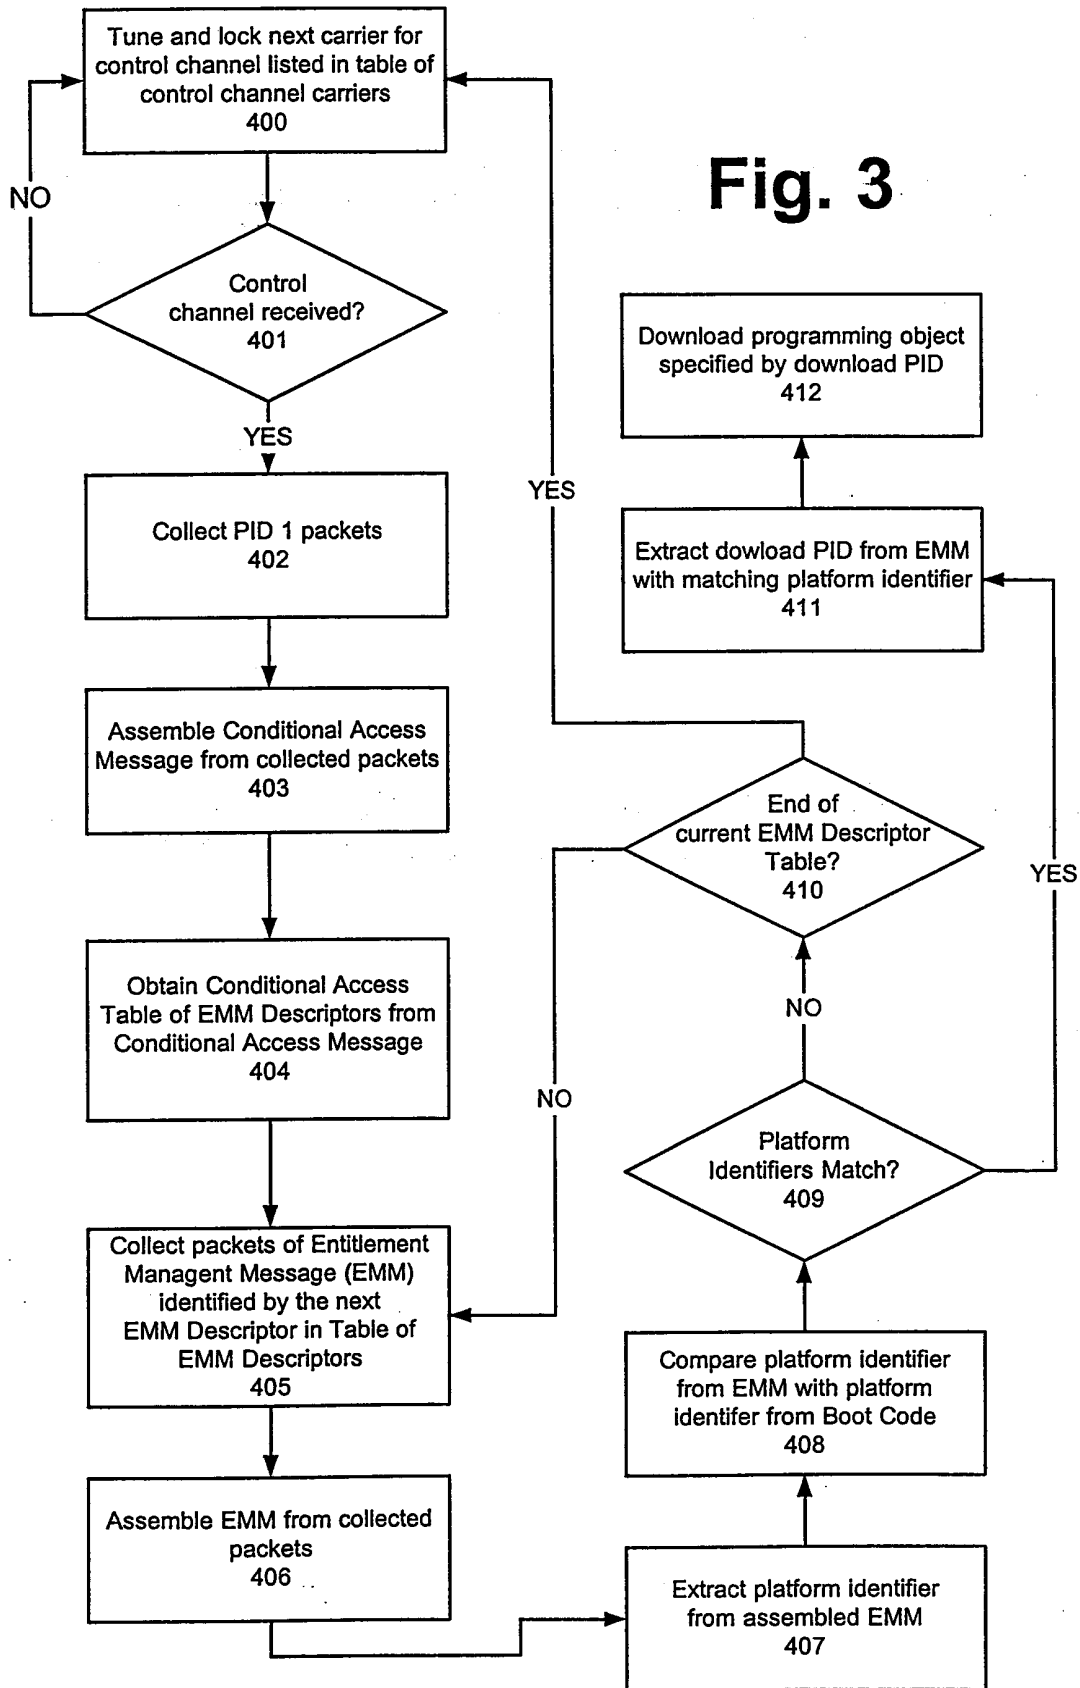 Tune and lock next carrier for
control channel listed in table of
control channel carriers
400
NO
Fig. 3
Control
channel received?
401
YES
Collect PID 1 packets
402
Assemble Conditional Access
Message from collected packets
403
Obtain Conditional Access
Table of EMM Descriptors from
Conditional Access Message
404
Collect packets of Entitlement
Managent Message (EMM)
identified by the next
EMM Descriptor in Table of
EMM Descriptors
405
Assemble EMM from collected
packets
406
Extract platform identifier
from assembled EMM
407
Compare platform identifier
from EMM with platform
identifer from Boot Code
408
Platform
Identifiers Match?
409
NO
YES
End of
current EMM Descriptor
Table?
410
NO
YES
Extract dowload PID from EMM
with matching platform identifier
411
Download programming object
specified by download PID
412